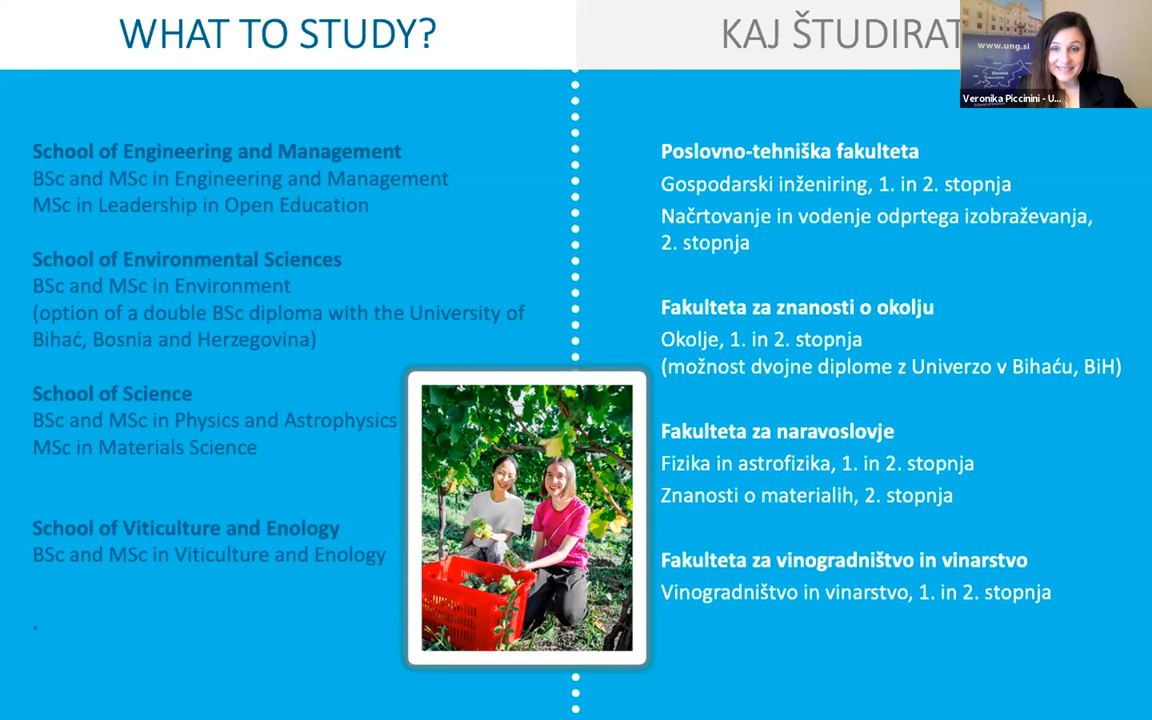 WHAT TO STUDY?
School of Engineering and Management
BSc and MSc in Engineering and Management
MSc in Leadership in Open Education
School of Environmental Sciences
BSc and MSc in Environment
(option of a double BSc diploma with the University of
Bihać, Bosnia and Herzegovina)
School of Science
BSc and MSc in Physics and Astrophysics
MSc in Materials Science
School of Viticulture and Enology
BSc and MSc in Viticulture and Enology
.
KAJ ŠTUDIRAT
www.ung.si
Slovenia
Veronika Piccinini - U...
Poslovno-tehniška fakulteta
Gospodarski inženiring, 1. in 2. stopnja
Načrtovanje in vodenje odprtega izobraževanja,
2. stopnja
Fakulteta za znanosti o okolju
Okolje, 1. in 2. stopnja
(možnost dvojne diplome z Univerzo v Bihaću, BiH)
Fakulteta za naravoslovje
Fizika in astrofizika, 1. in 2. stopnja
Znanosti o materialih, 2. stopnja
Fakulteta za vinogradništvo in vinarstvo
Vinogradništvo in vinarstvo, 1. in 2. stopnja